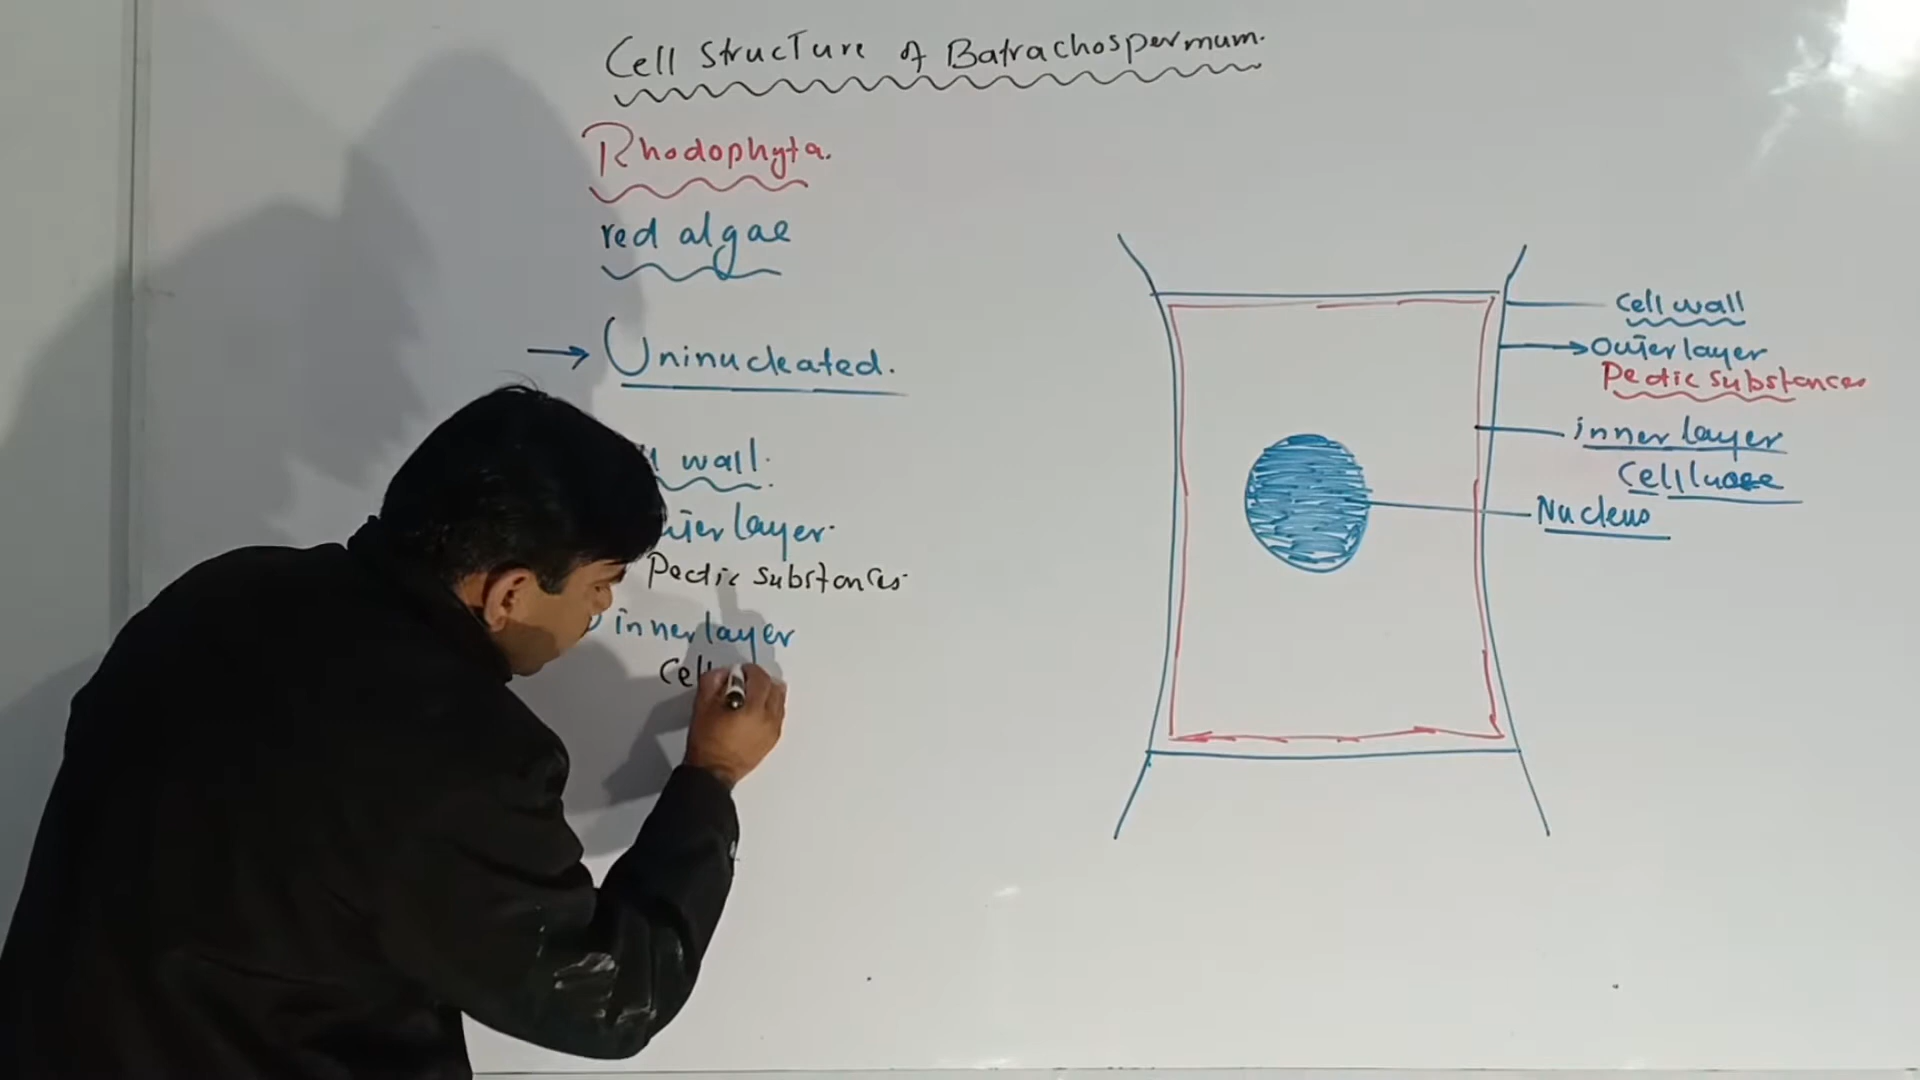 Cell Structure of Batrachospermum.
Rhodophyta.
red algae
→ Uninucleated.
wall.
layer.
Pectic substances.
inner layer
Cell
Cell wall
Outer layer
Pectic substances
inner layer
Nucleus